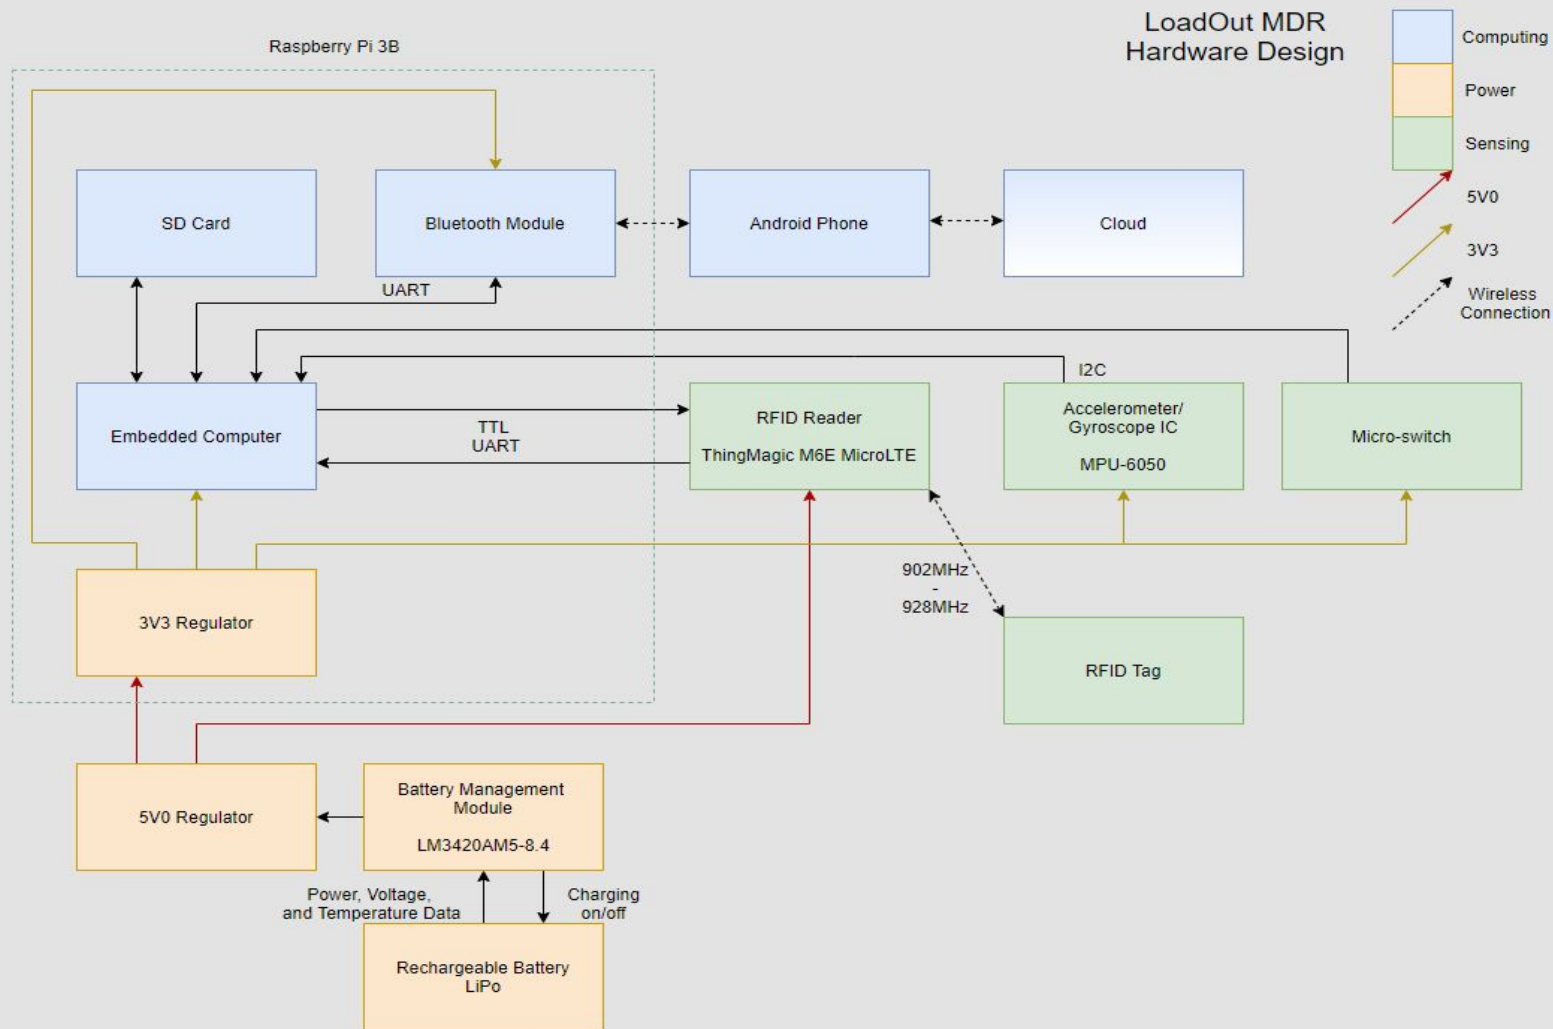 LoadOut MDR
Hardware Design
Computing
Power
Sensing
5V0
3V3
Wireless
Connection
Raspberry Pi 3B
SD Card
Bluetooth Module
Android Phone
Cloud
UART
I2C
Embedded Computer
TTL
UART
RFID Reader
ThingMagic M6E MicroLTE
Accelerometer/
Gyroscope IC
MPU-6050
Micro-switch
902MHz
-
928MHz
3V3 Regulator
RFID Tag
5V0 Regulator
Battery Management
Module
LM3420AM5-8.4
Power, Voltage,
and Temperature Data
Charging
on/off
Rechargeable Battery
LiPo